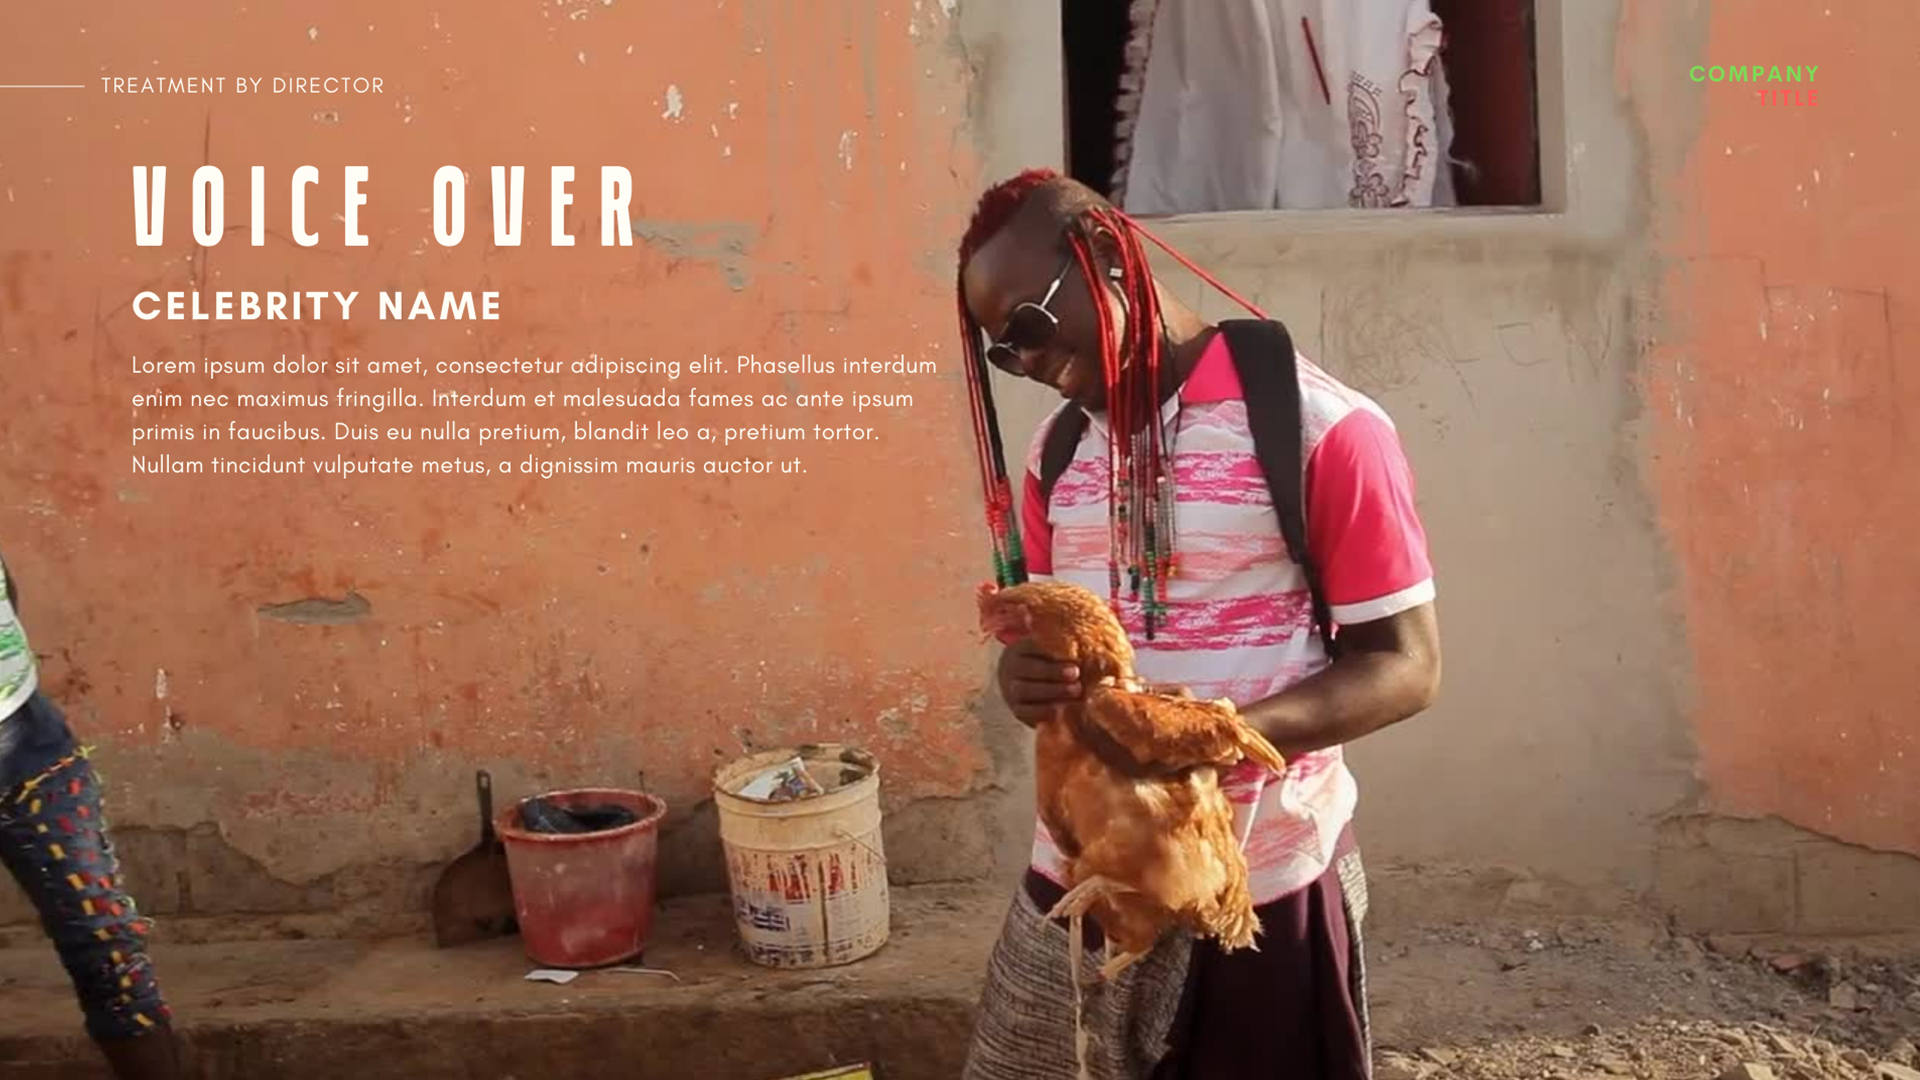 TREATMENT BY DIRECTOR
COMPANY
TITLE
VOICE OVER
CELEBRITY NAME
Lorem ipsum dolor sit amet, consectetur adipiscing elit. Phasellus interdum
enim nec maximus fringilla. Interdum et malesuada fames ac ante ipsum
primis in faucibus. Duis eu nulla pretium, blandit leo a, pretium tortor.
Nullam tincidunt vulputate metus, a dignissim mauris auctor ut.